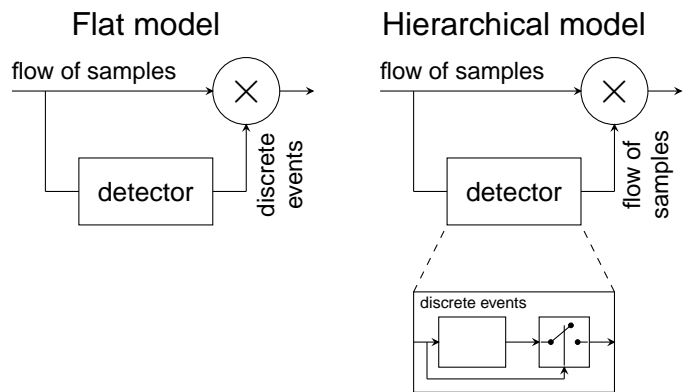 Flat model
flow of samples
×
detector
discrete
events
Hierarchical model
flow of samples
×
detector
flow of
samples
discrete events